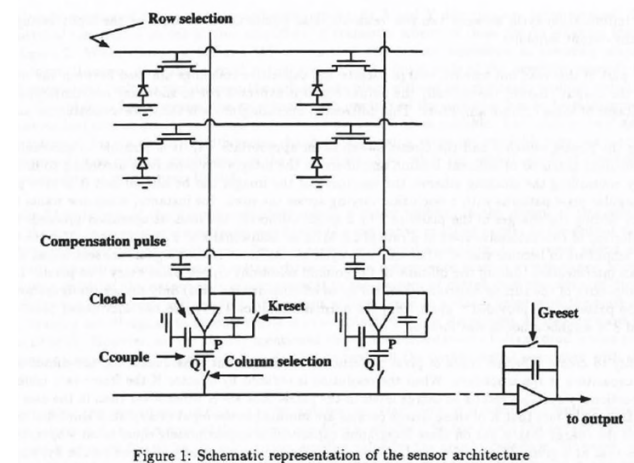 Row selection
Compensation pulse
Cload
Kreset
P
Ccouple
Q
Column selection
Greset
to output
Figure 1: Schematic representation of the sensor architecture